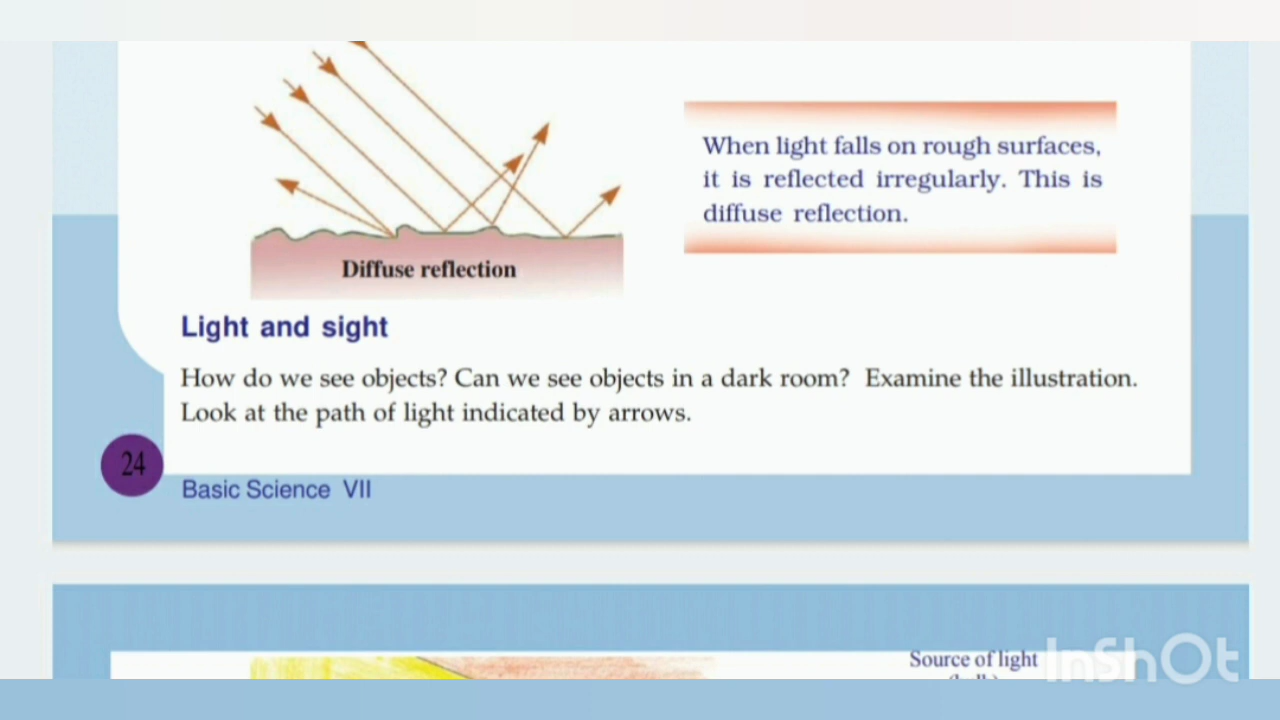 When light falls on rough surfaces,
it is reflected irregularly. This is
diffuse reflection.
Diffuse reflection
Light and sight
How do we see objects? Can we see objects in a dark room? Examine the illustration.
Look at the path of light indicated by arrows.
24
Basic Science VII
Source of light
InShOt